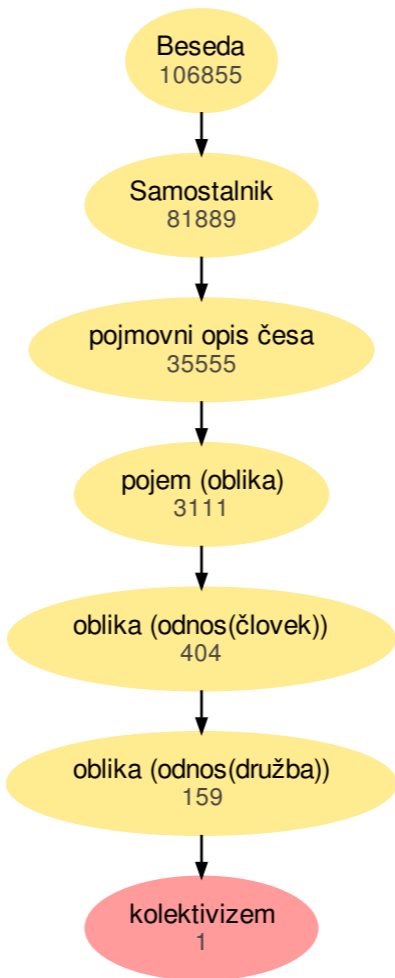 Beseda
106855
Samostalnik
81889
pojmovni opis česa
35555
pojem (oblika)
3111
oblika (odnos(človek))
404
oblika (odnos(družba))
159
kolektivizem
1